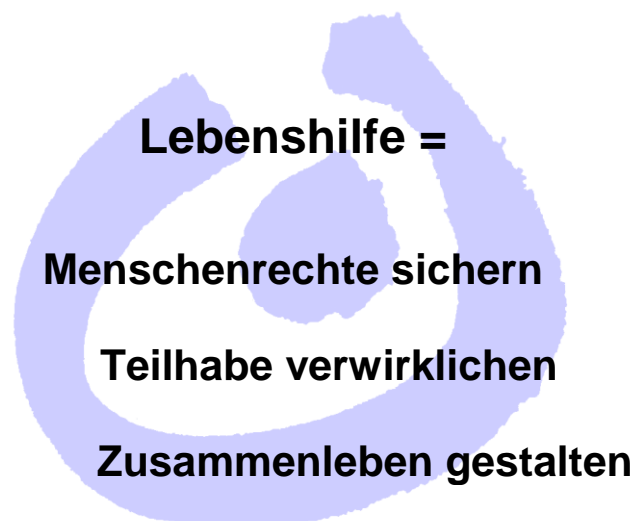 Lebenshilfe =
Menschenrechte sichern
Teilhabe verwirklichen
Zusammenleben gestalten